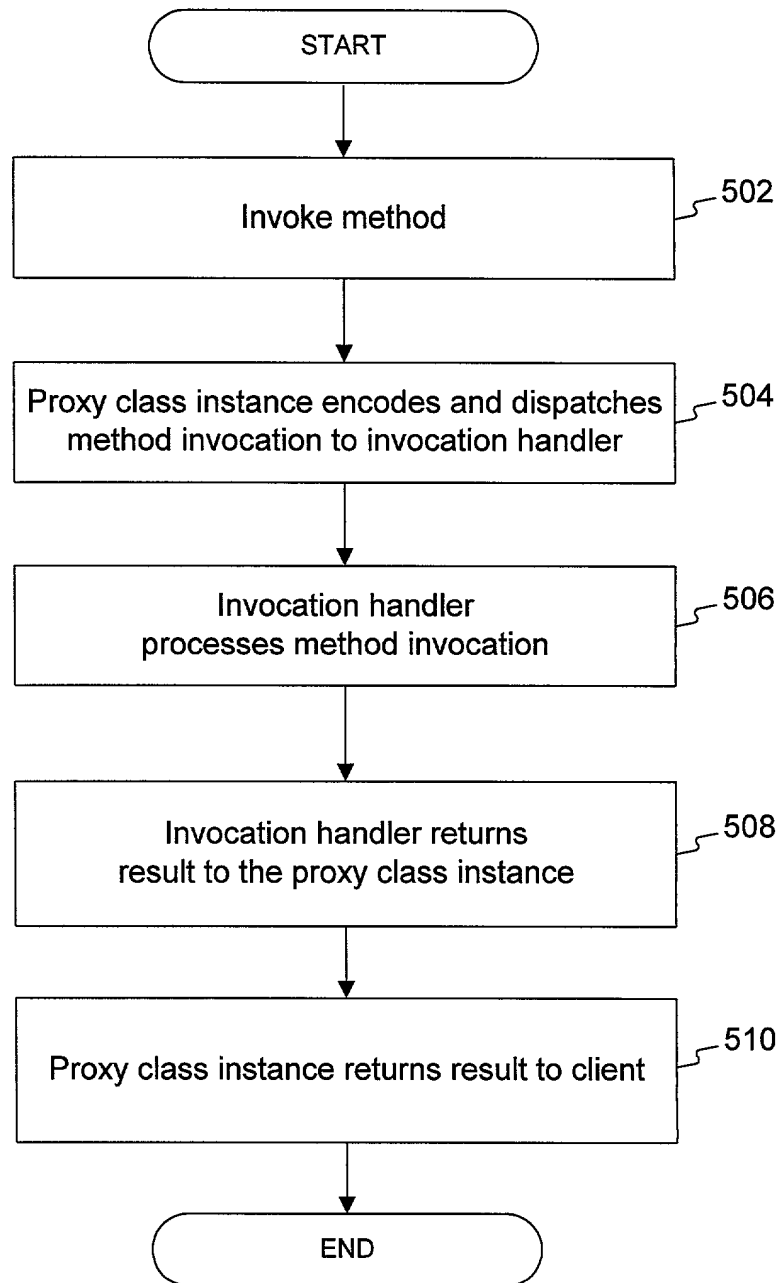 START
Invoke method
502
Proxy class instance encodes and dispatches
method invocation to invocation handler
504
Invocation handler
processes method invocation
506
Invocation handler returns
result to the proxy class instance
508
Proxy class instance returns result to client
510
END